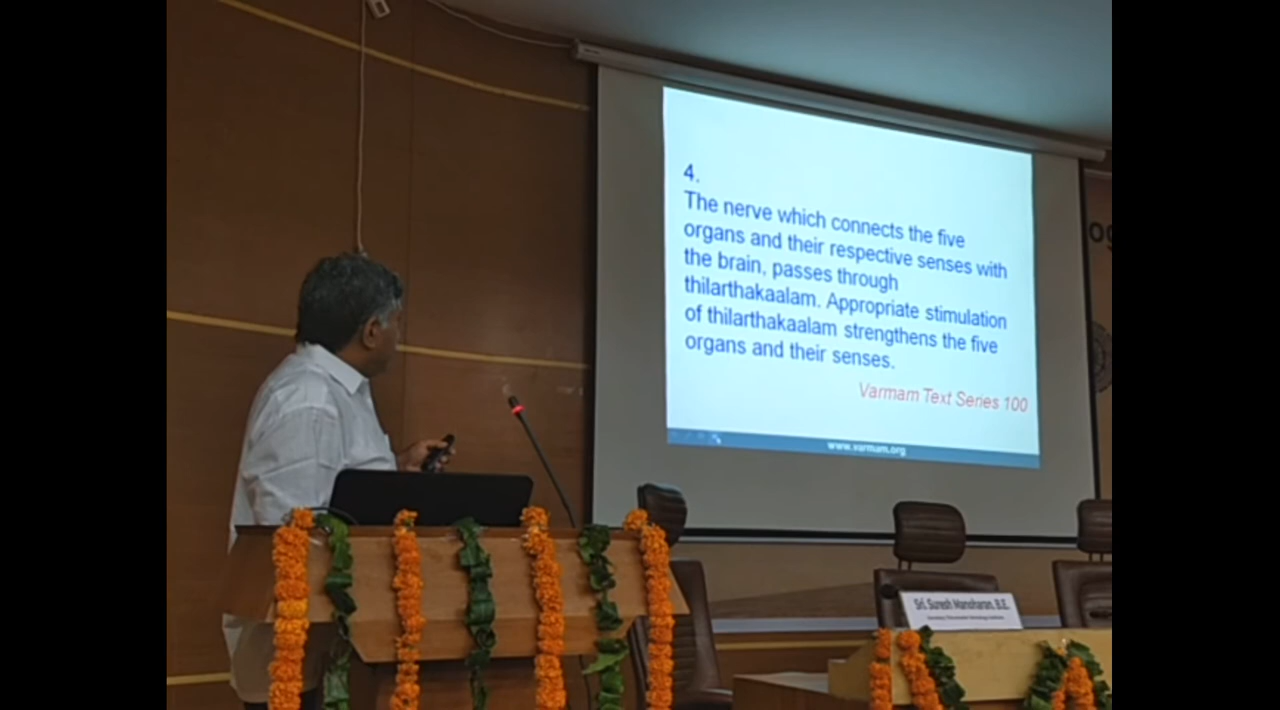 4.
The nerve which connects the five
organs and their respective senses with
the brain, passes through
thilarthakaalam. Appropriate stimulation
of thilarthakaalam strengthens the five
organs and their senses.
Varmam Text Series 100
www.varmam.org
Sri. Suresh Manoharan, B.E.